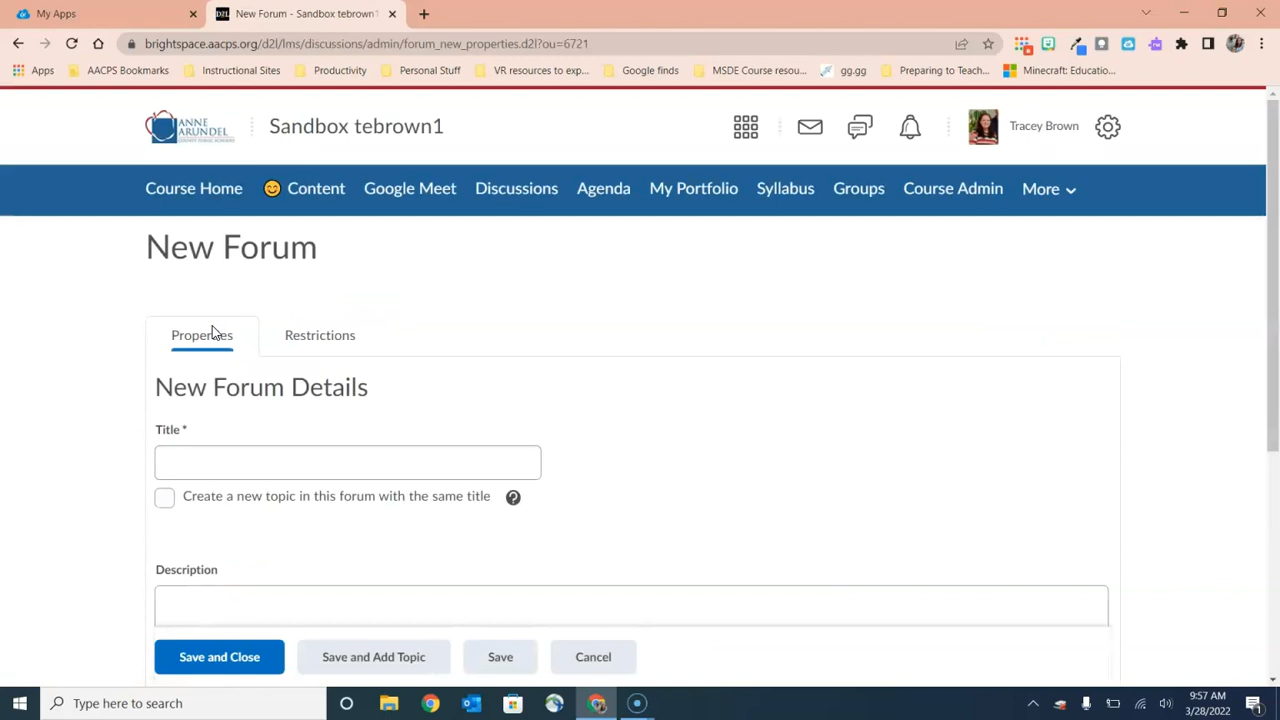 My Apps
New Forum - Sandbox tebrown1
brightspace.aacps.org/d2l/lms/discussions/admin/forum_new_properties.d2l?ou=6721
Apps
AACPS Bookmarks
Instructional Sites
Productivity
Personal Stuff
VR resources to exp...
Google finds
MSDE Course resou...
gg.gg
Preparing to Teach...
Minecraft: Educatio...
ANNE
ARUNDEL
Sandbox tebrown1
Tracey Brown
Course Home
Content
Google Meet
Discussions
Agenda
My Portfolio
Syllabus
Groups
Course Admin
More
New Forum
Properties
Restrictions
New Forum Details
Title *
Create a new topic in this forum with the same title
Description
Save and Close
Save and Add Topic
Save
Cancel
Type here to search
9:57 AM
3/28/2022
1